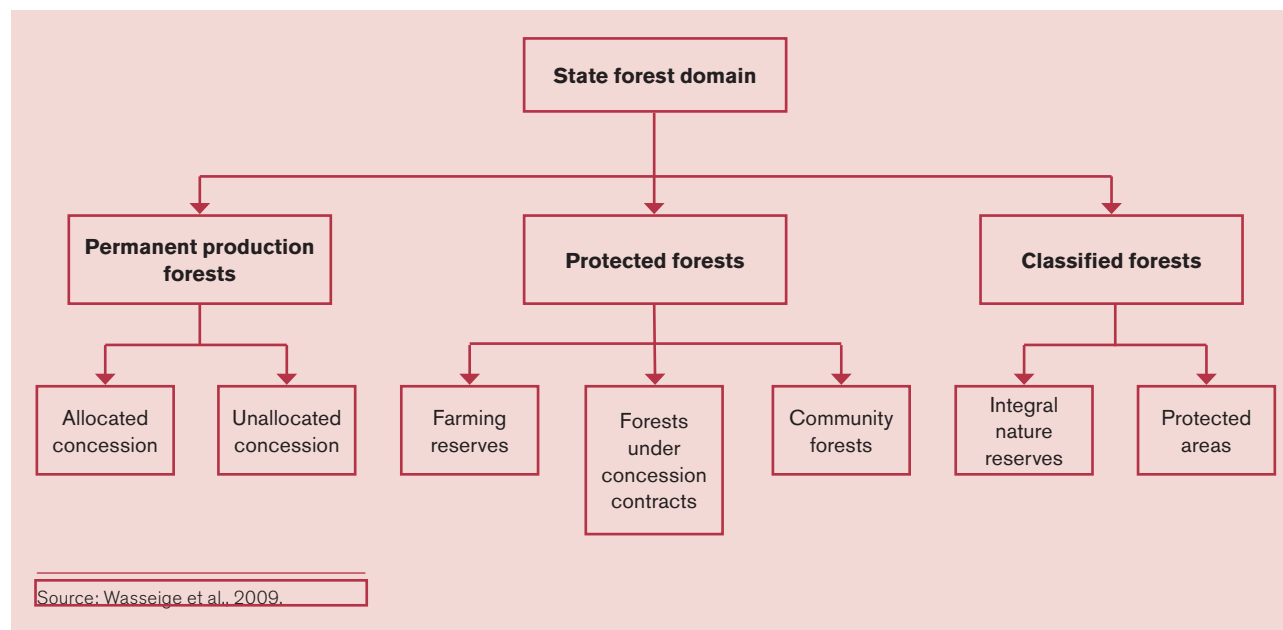 State forest domain
Permanent production
forests
Protected forests
Classified forests
Allocated
concession
Unallocated
concession
Farming
reserves
Forests
under
concession
contracts
Community
forests
Integral
nature
reserves
Protected
areas
Source: Wasseige et al., 2009.